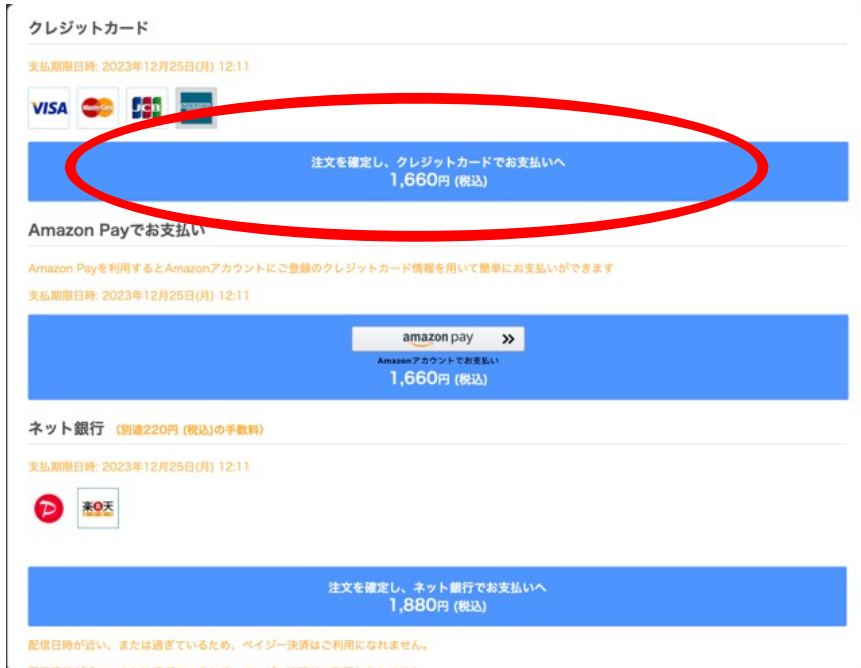 クレジットカード
支払期限日時: 2023年12月25日(月) 12:11
VISA MasterCard JCB
注文を確定し、クレジットカードでお支払いへ
1,660円 (税込)
Amazon Payでお支払い
Amazon Payを利用するとAmazonアカウントにご登録のクレジットカード情報を用いて簡単にお支払いができます
支払期限日時: 2023年12月25日(月) 12:11
amazon pay
Amazonアカウントでお支払い
1,660円 (税込)
ネット銀行 (別途220円 (税込)の手数料)
支払期限日時: 2023年12月25日(月) 12:11
楽天
注文を確定し、ネット銀行でお支払いへ
1,880円 (税込)
配信日時が近い、または過ぎているため、ペイジー決済はご利用になれません。